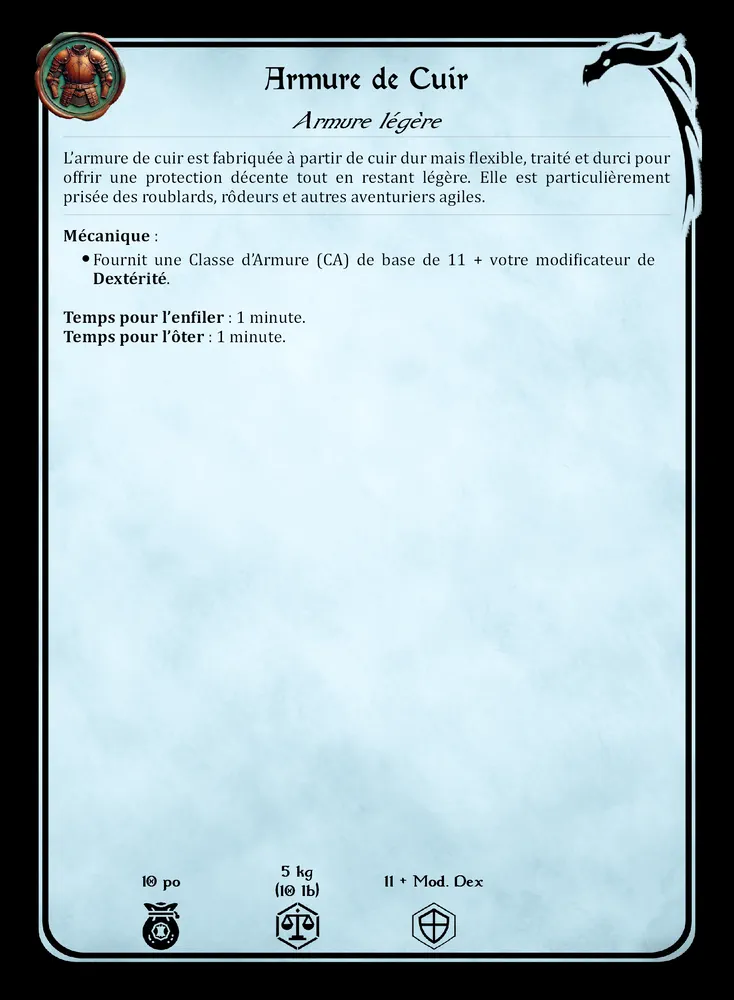 Armure de Cuir
Armure légère
L’armure de cuir est fabriquée à partir de cuir dur mais flexible, traité et durci pour
offrir une protection décente tout en restant légère. Elle est particulièrement
prisée des roublards, rôdeurs et autres aventuriers agiles.
Mécanique :
•Fournit une Classe d’Armure (CA) de base de 11 + votre modificateur de
Dextérité.
Temps pour l’enfiler : 1 minute.
Temps pour l’ôter : 1 minute.
10 po
5 kg
(10 lb)
11 + Mod. Dex